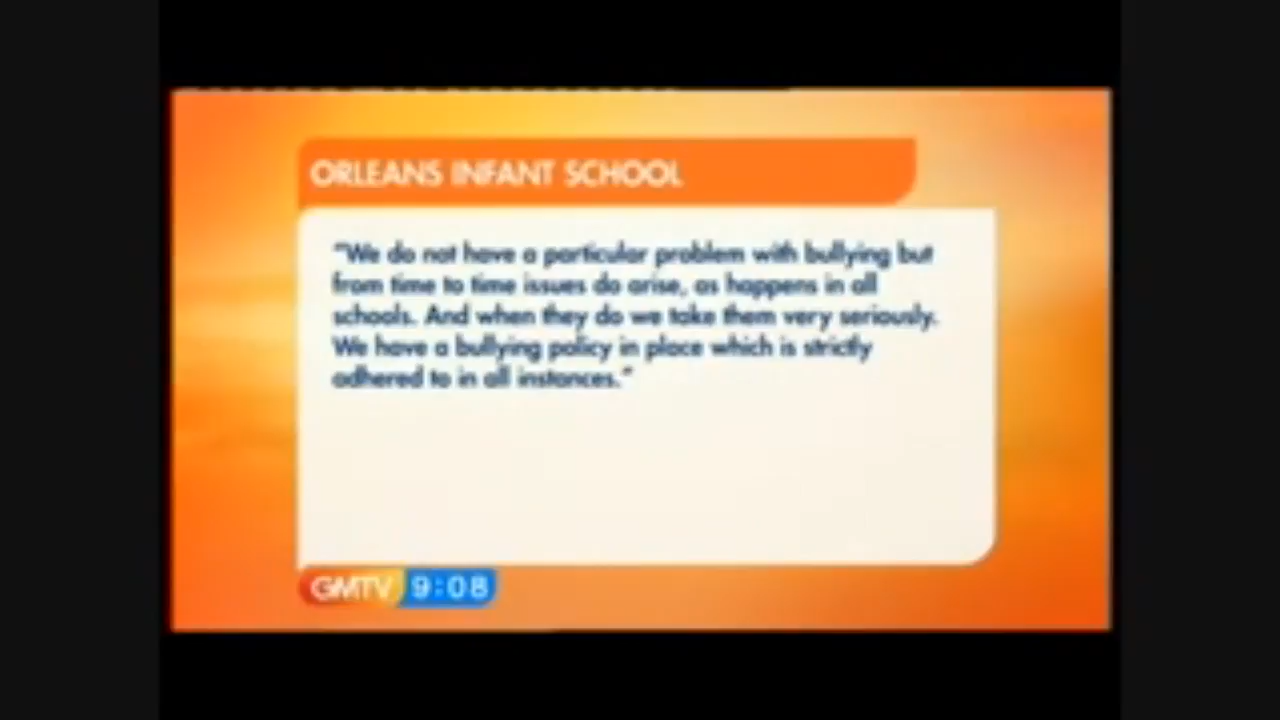 ORLEANS INFANT SCHOOL
"We do not have a particular problem with bullying but
from time to time issues do arise, as happens in all
schools. And when they do we take them very seriously.
We have a bullying policy in place which is strictly
adhered to in all instances."
GMTV 9:08